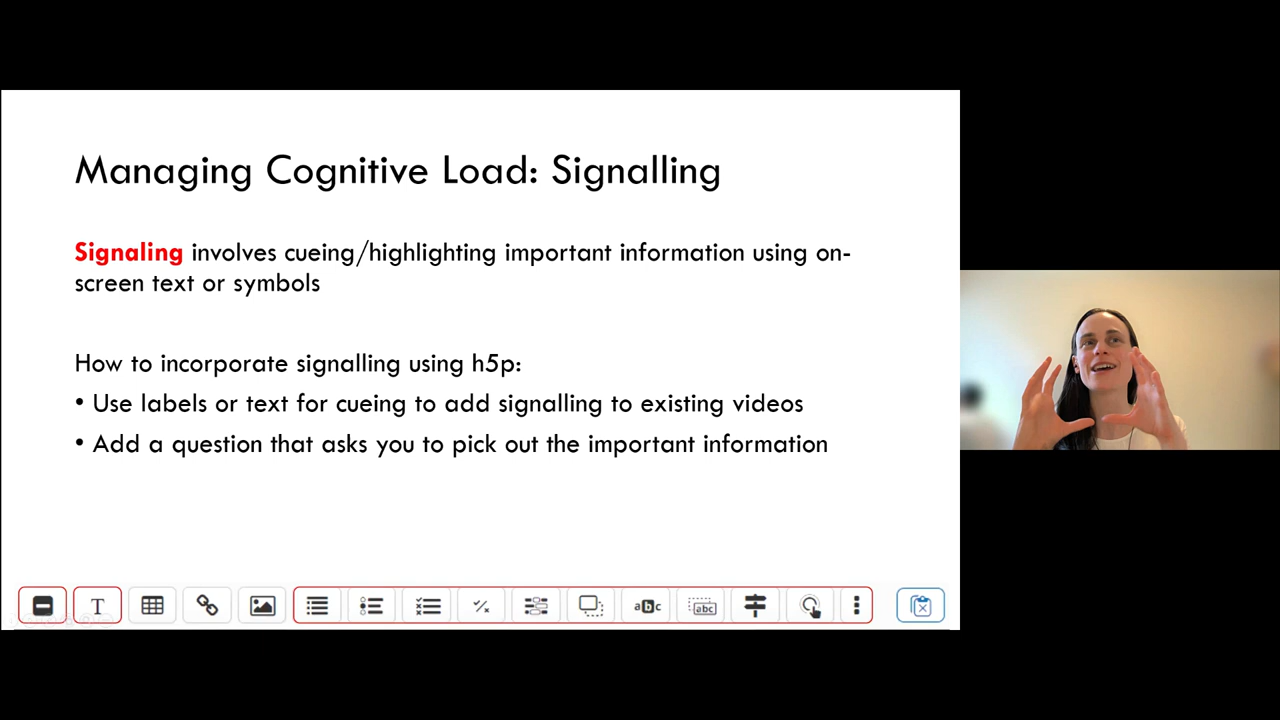 Managing Cognitive Load: Signalling
Signaling involves cueing/highlighting important information using on-
screen text or symbols
How to incorporate signalling using h5p:
• Use labels or text for cueing to add signalling to existing videos
• Add a question that asks you to pick out the important information
T
abc
abc